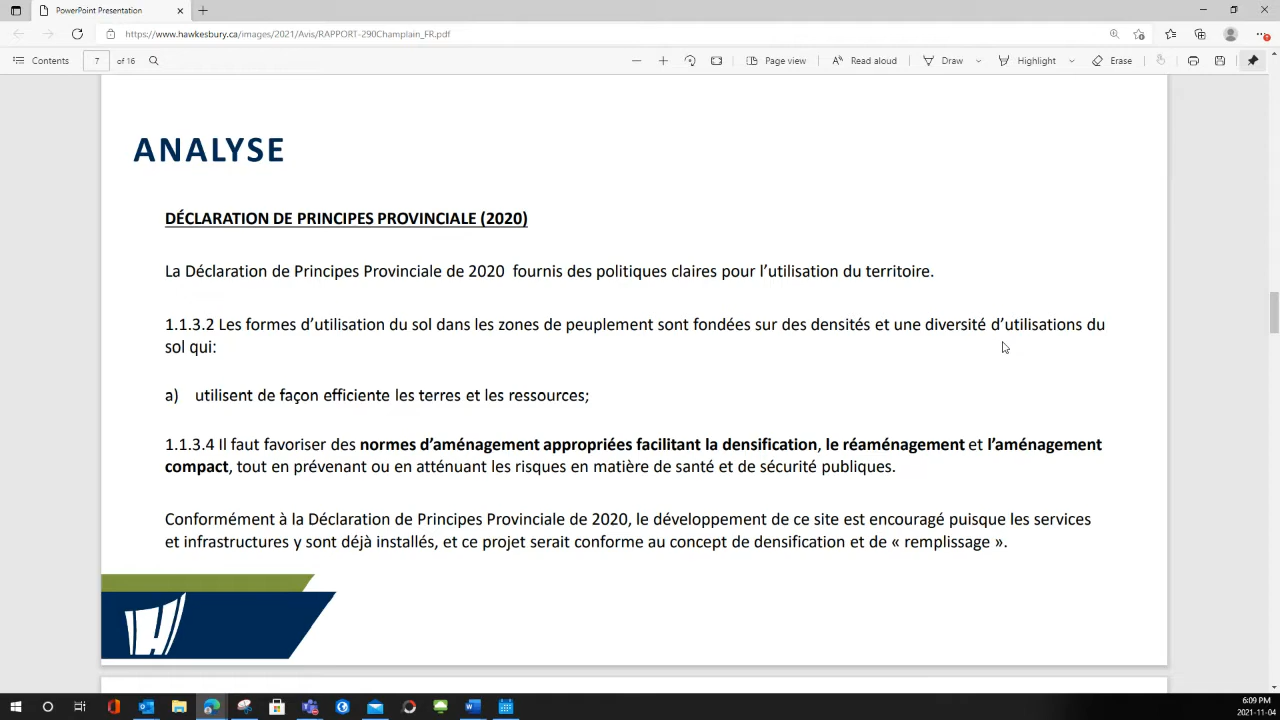 PowerPoint Presentation
https://www.hawkesbury.ca/images/2021/Avis/RAPPORT-290Champlain_FR.pdf
Contents 7 of 16 Page view Read aloud Draw Highlight Erase
ANALYSE
DÉCLARATION DE PRINCIPES PROVINCIALE (2020)
La Déclaration de Principes Provinciale de 2020 fournis des politiques claires pour l’utilisation du territoire.
1.1.3.2 Les formes d’utilisation du sol dans les zones de peuplement sont fondées sur des densités et une diversité d’utilisations du
sol qui:
a) utilisent de façon efficiente les terres et les ressources;
1.1.3.4 Il faut favoriser des normes d’aménagement appropriées facilitant la densification, le réaménagement et l’aménagement
compact, tout en prévenant ou en atténuant les risques en matière de santé et de sécurité publiques.
Conformément à la Déclaration de Principes Provinciale de 2020, le développement de ce site est encouragé puisque les services
et infrastructures y sont déjà installés, et ce projet serait conforme au concept de densification et de « remplissage ».
6:09 PM
2021-11-04